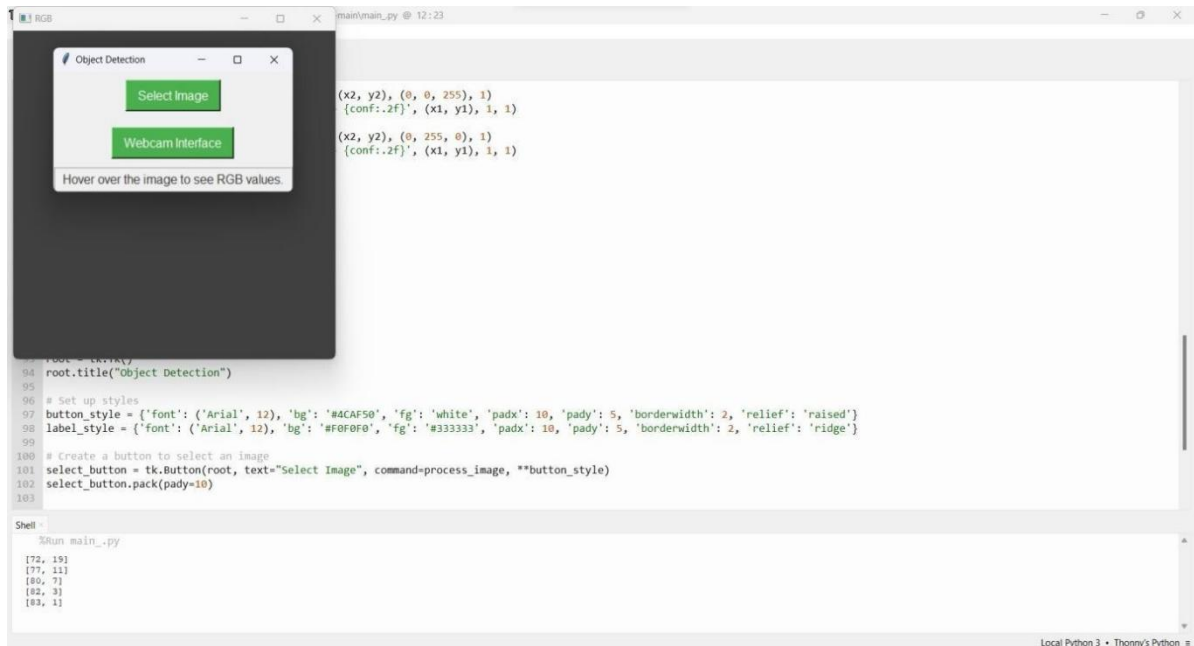 RGB
main\main_.py @ 12:23
Object Detection
Select Image
Webcam Interface
Hover over the image to see RGB values.
(x2, y2), (0, 0, 255), 1)
{conf:.2f}', (x1, y1), 1, 1)
(x2, y2), (0, 255, 0), 1)
{conf:.2f}', (x1, y1), 1, 1)
93 root = tk.Tk()
94 root.title("Object Detection")
95
96 # Set up styles
97 button_style = {'font': ('Arial', 12), 'bg': '#4CAF50', 'fg': 'white', 'padx': 10, 'pady': 5, 'borderwidth': 2, 'relief': 'raised'}
98 label_style = {'font': ('Arial', 12), 'bg': '#F0F0F0', 'fg': '#333333', 'padx': 10, 'pady': 5, 'borderwidth': 2, 'relief': 'ridge'}
99
100 # Create a button to select an image
101 select_button = tk.Button(root, text="Select Image", command=process_image, **button_style)
102 select_button.pack(pady=10)
103
Shell
%Run main_.py
[72, 19]
[77, 11]
[80, 7]
[82, 3]
[83, 1]
Local Python 3 • Thonny's Python